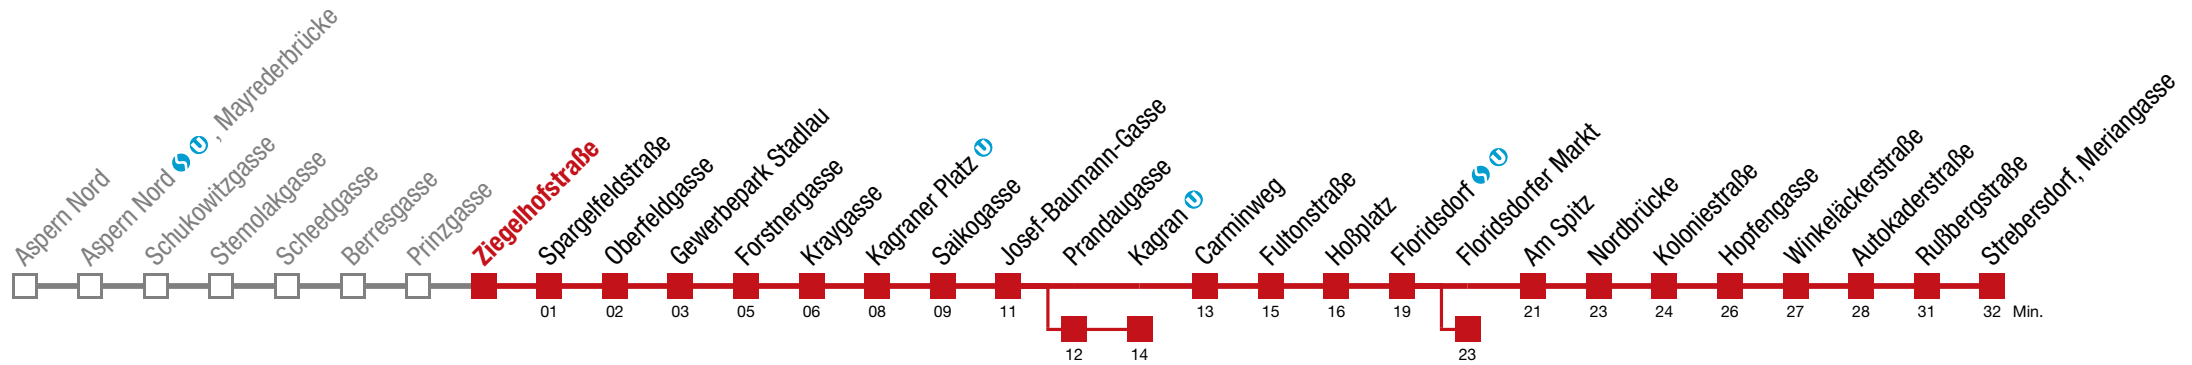 Aspern Nord
Aspern Nord S U , Mayrederbrücke
Schukowitzgasse
Stemolakgasse
Scheedgasse
Berresgasse
Prinzgasse
Ziegelhofstraße
Spargelfeldstraße
Oberfeldgasse
Gewerbepark Stadlau
Forstnergasse
Kraygasse
Kagraner Platz U
Saikogasse
Josef-Baumann-Gasse
Prandaugasse
Kagran U
Carminweg
Fultonstraße
Hoßplatz
Floridsdorf S U
Floridsdorfer Markt
Am Spitz
Nordbrücke
Koloniestraße
Hopfengasse
Winkeläckerstraße
Autokaderstraße
Rußbergstraße
Strebersdorf, Meriangasse
01 02 03 05 06 08 09 11 13 15 16 19 21 23 24 26 27 28 31 32 Min.
12 14 23